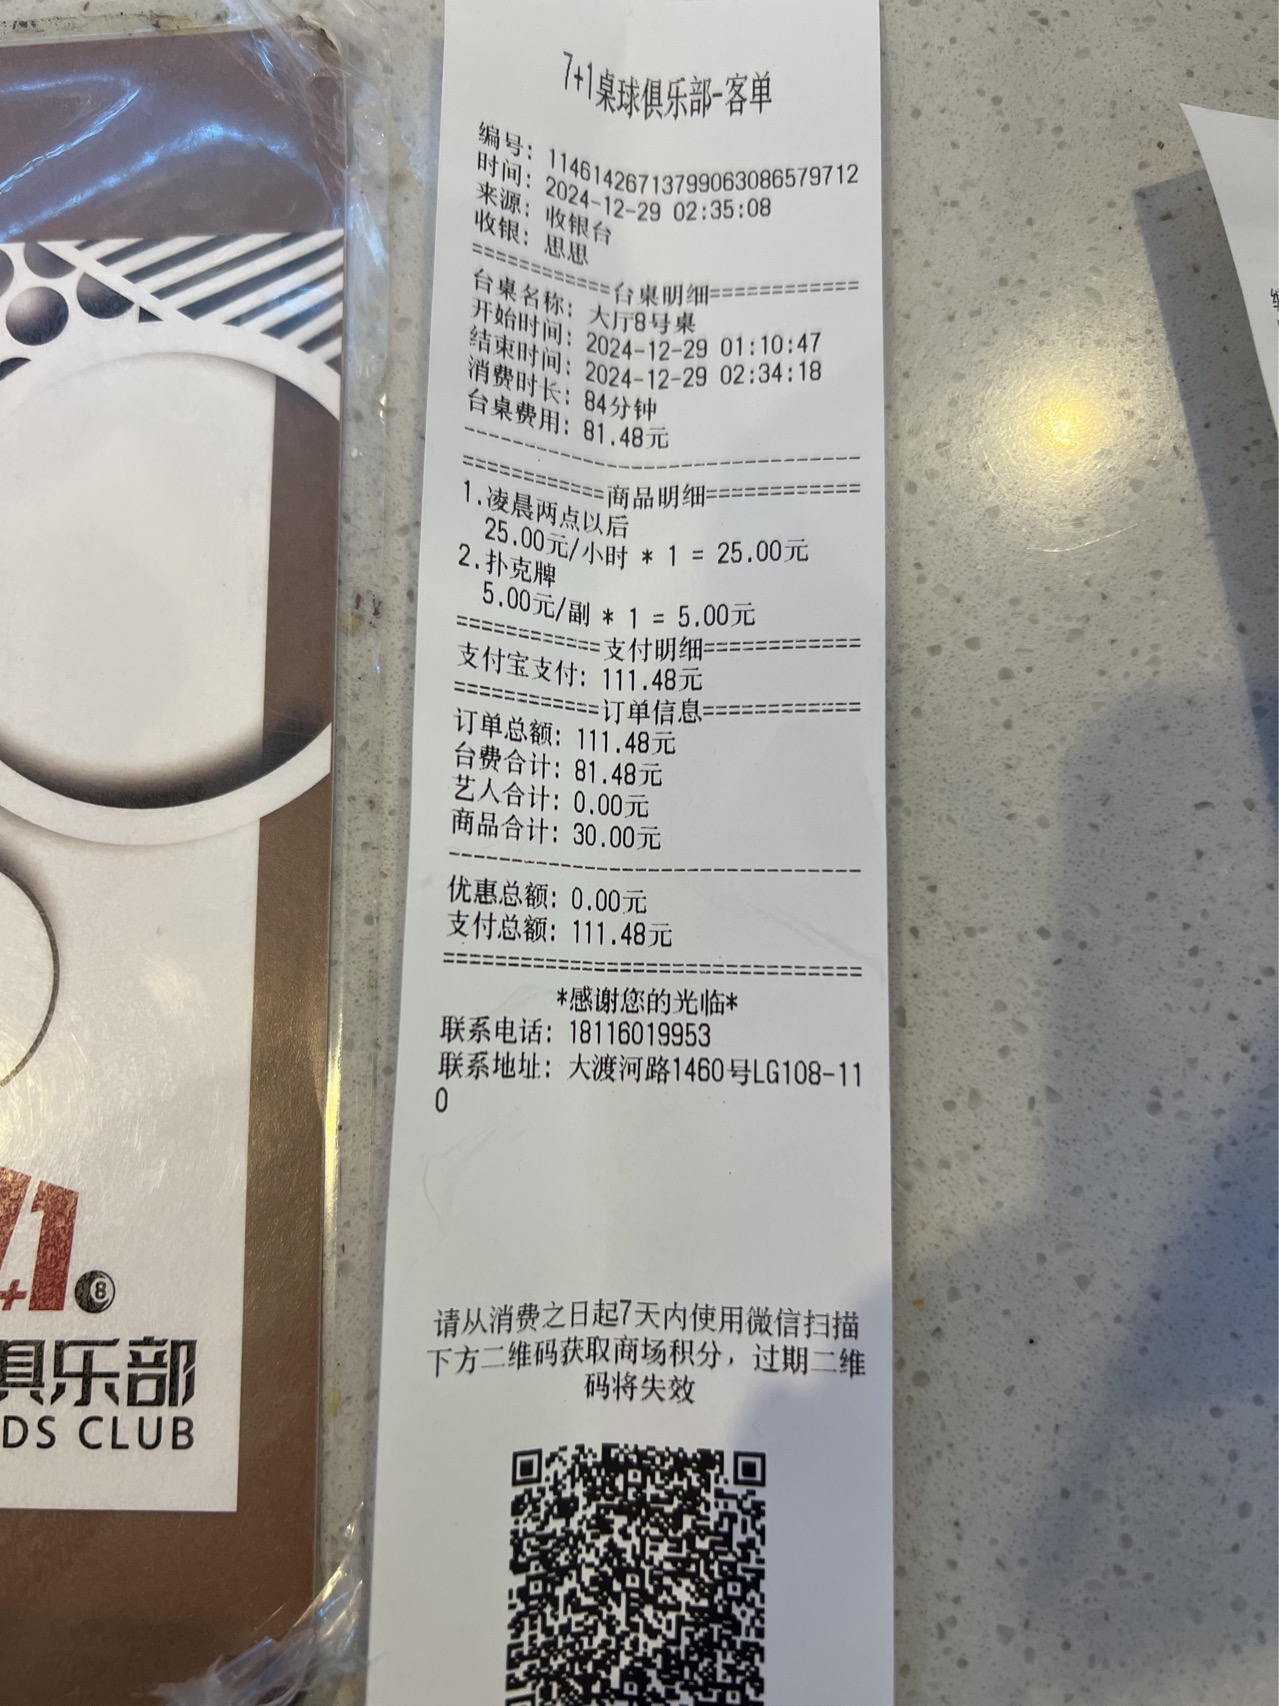 7+1桌球俱乐部-客单
编号: 1146142671379906308657​9712
时间: 2024-12-29 02:35:08
来源: 收银台
收银: 思思
============台桌明细============
台桌名称: 大厅8号桌
开始时间: 2024-12-29 01:10:47
结束时间: 2024-12-29 02:34:18
消费时长: 84分钟
台桌费用: 81.48元
--------------------------------
============商品明细============
1.凌晨两点以后
25.00元/小时 * 1 = 25.00元
2.扑克牌
5.00元/副 * 1 = 5.00元
============支付明细============
支付宝支付: 111.48元
============订单信息============
订单总额: 111.48元
台费合计: 81.48元
艺人合计: 0.00元
商品合计: 30.00元
--------------------------------
优惠总额: 0.00元
支付总额: 111.48元
================================
*感谢您的光临*
联系电话: 18116019953
联系地址: 大渡河路1460号LG108-11
0
请从消费之日起7天内使用微信扫描
下方二维码获取商场积分，过期二维
码将失效
+1
8
俱乐部
DS CLUB